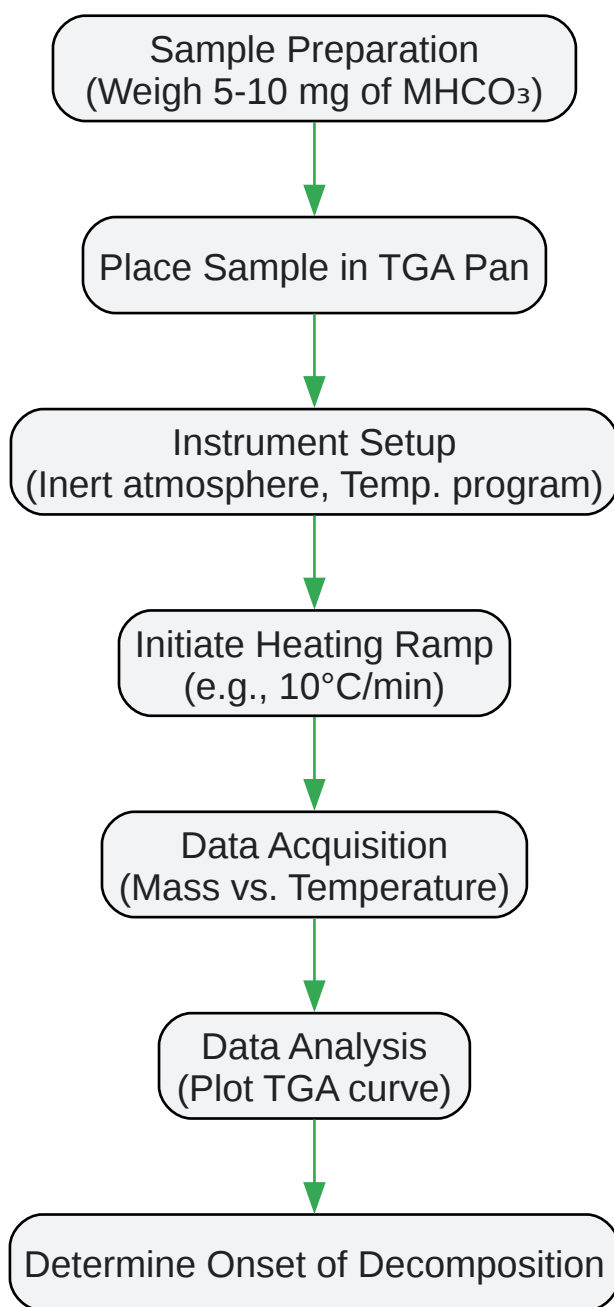 Sample Preparation
(Weigh 5-10 mg of MHCO₃)
Place Sample in TGA Pan
Instrument Setup
(Inert atmosphere, Temp. program)
Initiate Heating Ramp
(e.g., 10°C/min)
Data Acquisition
(Mass vs. Temperature)
Data Analysis
(Plot TGA curve)
Determine Onset of Decomposition